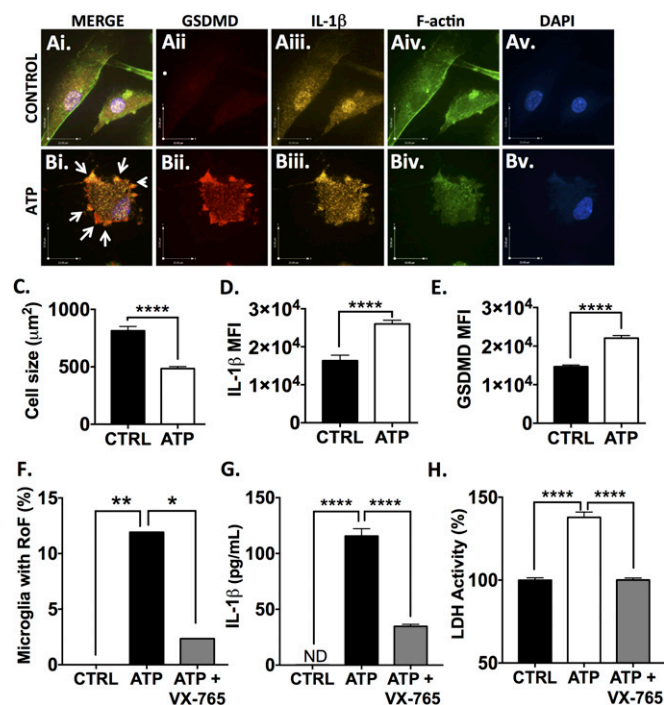 MERGE GSDMD IL-1β F-actin DAPI
CONTROL
Ai. Aii Aiii. Aiv. Av.
ATP
Bi. Bii. Biii. Biv. Bv.
C. D. E.
Cell size (μm²)
1000
500
0
****
CTRL ATP
IL-1β MFI
3×10⁴
2×10⁴
1×10⁴
****
CTRL ATP
GSDMD MFI
3×10⁴
2×10⁴
1×10⁴
****
CTRL ATP
F. G. H.
Microglia with RoF (%)
15
10
5
0
** *
CTRL ATP ATP +
VX-765
IL-1β (pg/mL)
150
100
50
0
**** ****
ND
CTRL ATP ATP +
VX-765
LDH Activity (%)
150
100
50
**** ****
CTRL ATP ATP +
VX-765